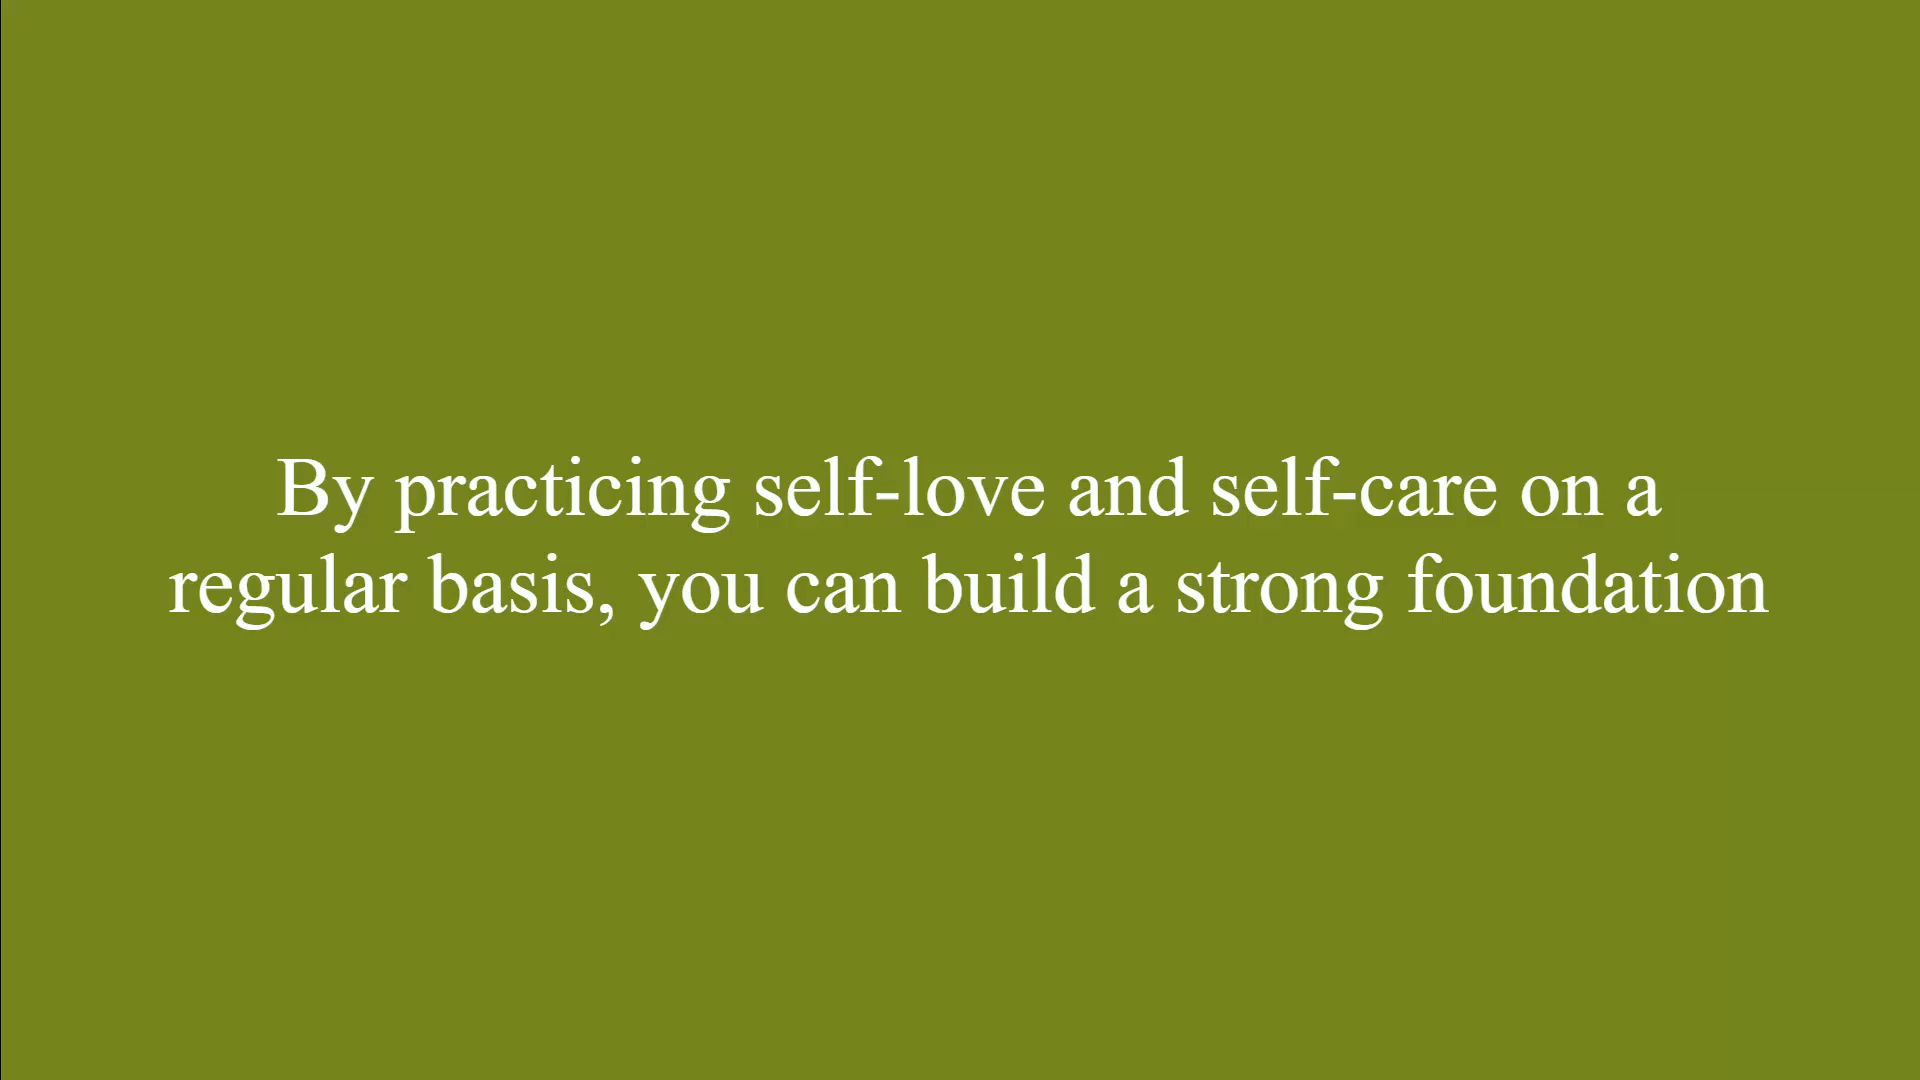 By practicing self-love and self-care on a
regular basis, you can build a strong foundation